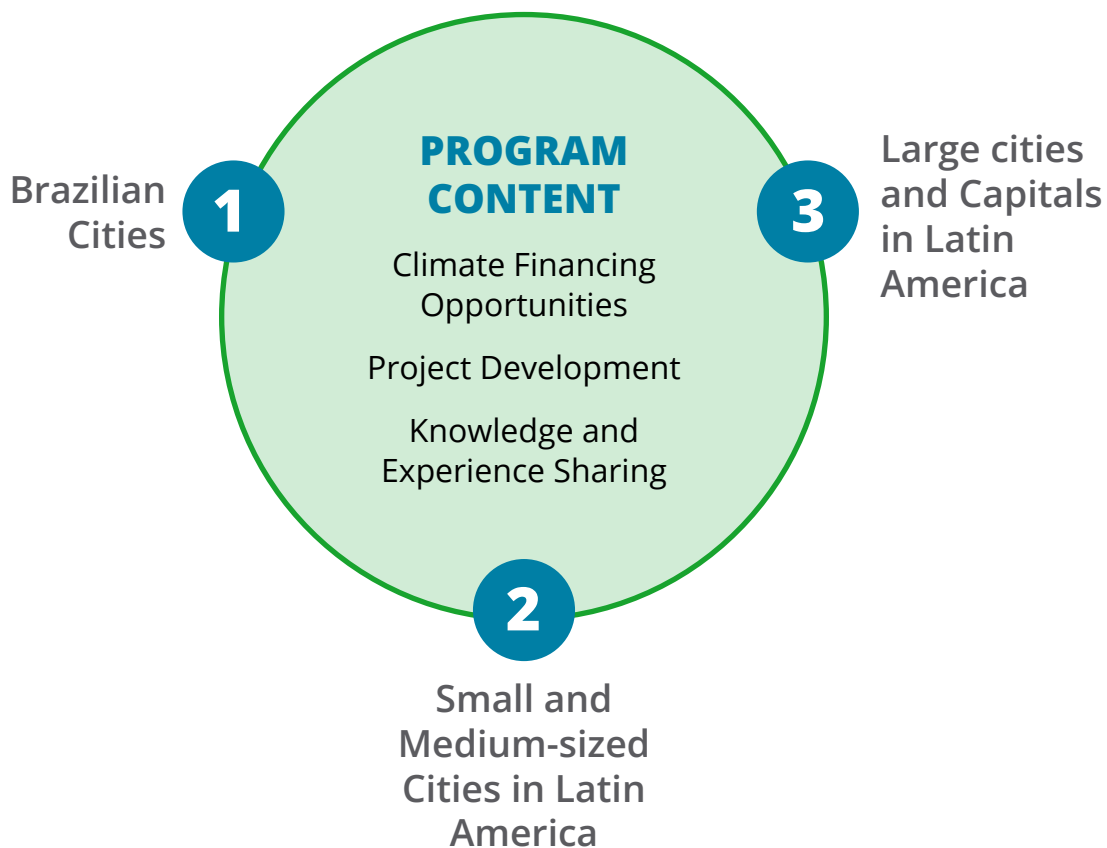 PROGRAM
CONTENT
Climate Financing
Opportunities
Project Development
Knowledge and
Experience Sharing
1
Brazilian
Cities
2
Small and
Medium-sized
Cities in Latin
America
3
Large cities
and Capitals
in Latin
America